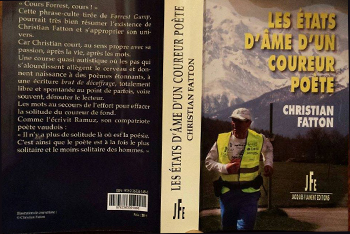 « Cours Forrest, cours ! »
Cette phrase-culte tirée de Forrest Gump,
pourrait très bien résumer l'existence de
Christian Fatton et s'approprier son uni-
vers.
Car Christian court, au sens propre avec sa
passion, après la vie, après les mots.
Une course quasi autistique où les pas qui
s'alourdissent allègent le cerveau et don-
nent naissance à des poèmes étonnants, à
une écriture brud de décoffrage, totalement
libre et spontanée au point de parfois, voire
souvent, dérouter le lecteur.
Les mots au secours de l'effort pour effacer
la solitude du coureur de fond.
Comme l'écrivit Ramuz, son compatriote
poète vaudois :
« Il n'y a plus de solitude là où est la poésie.
C'est ainsi que le poète est à la fois le plus
solitaire et le moins solitaire des hommes. »
© Christian Fatton
LES ÉTATS D'ÂME D'UN COUREUR POÈTE
CHRISTIAN FATTON
JFE
LES ÉTATS
D'ÂME D'UN
COUREUR
POÈTE
CHRISTIAN
FATTON
JFE
JACQUES FLAMENT EDITIONS